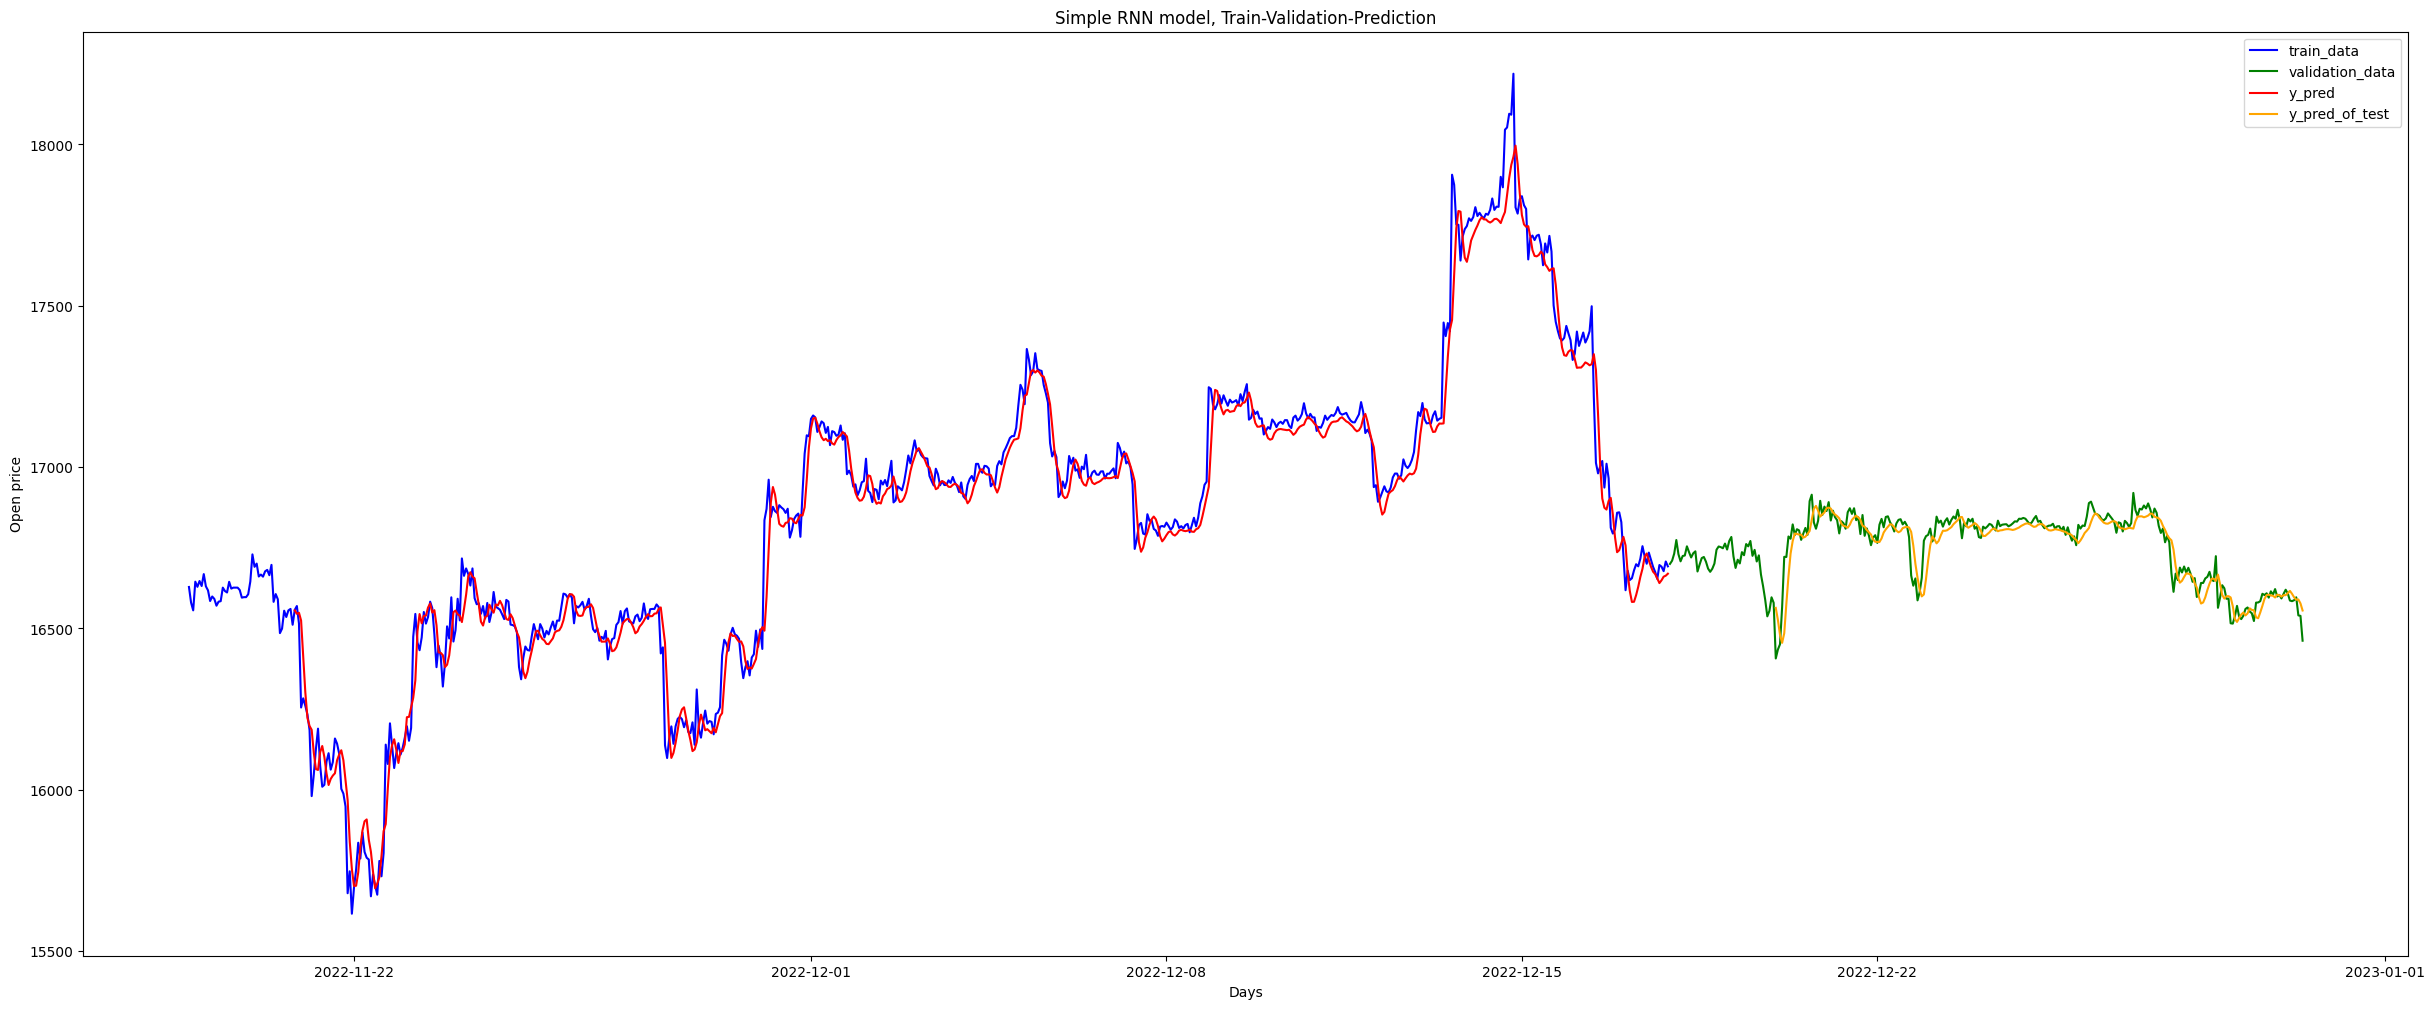 Simple RNN model, Train-Validation-Prediction
train_data
validation_data
y_pred
y_pred_of_test
Open price
18000
17500
17000
16500
16000
15500
2022-11-22
2022-12-01
2022-12-08
2022-12-15
2022-12-22
2023-01-01
Days